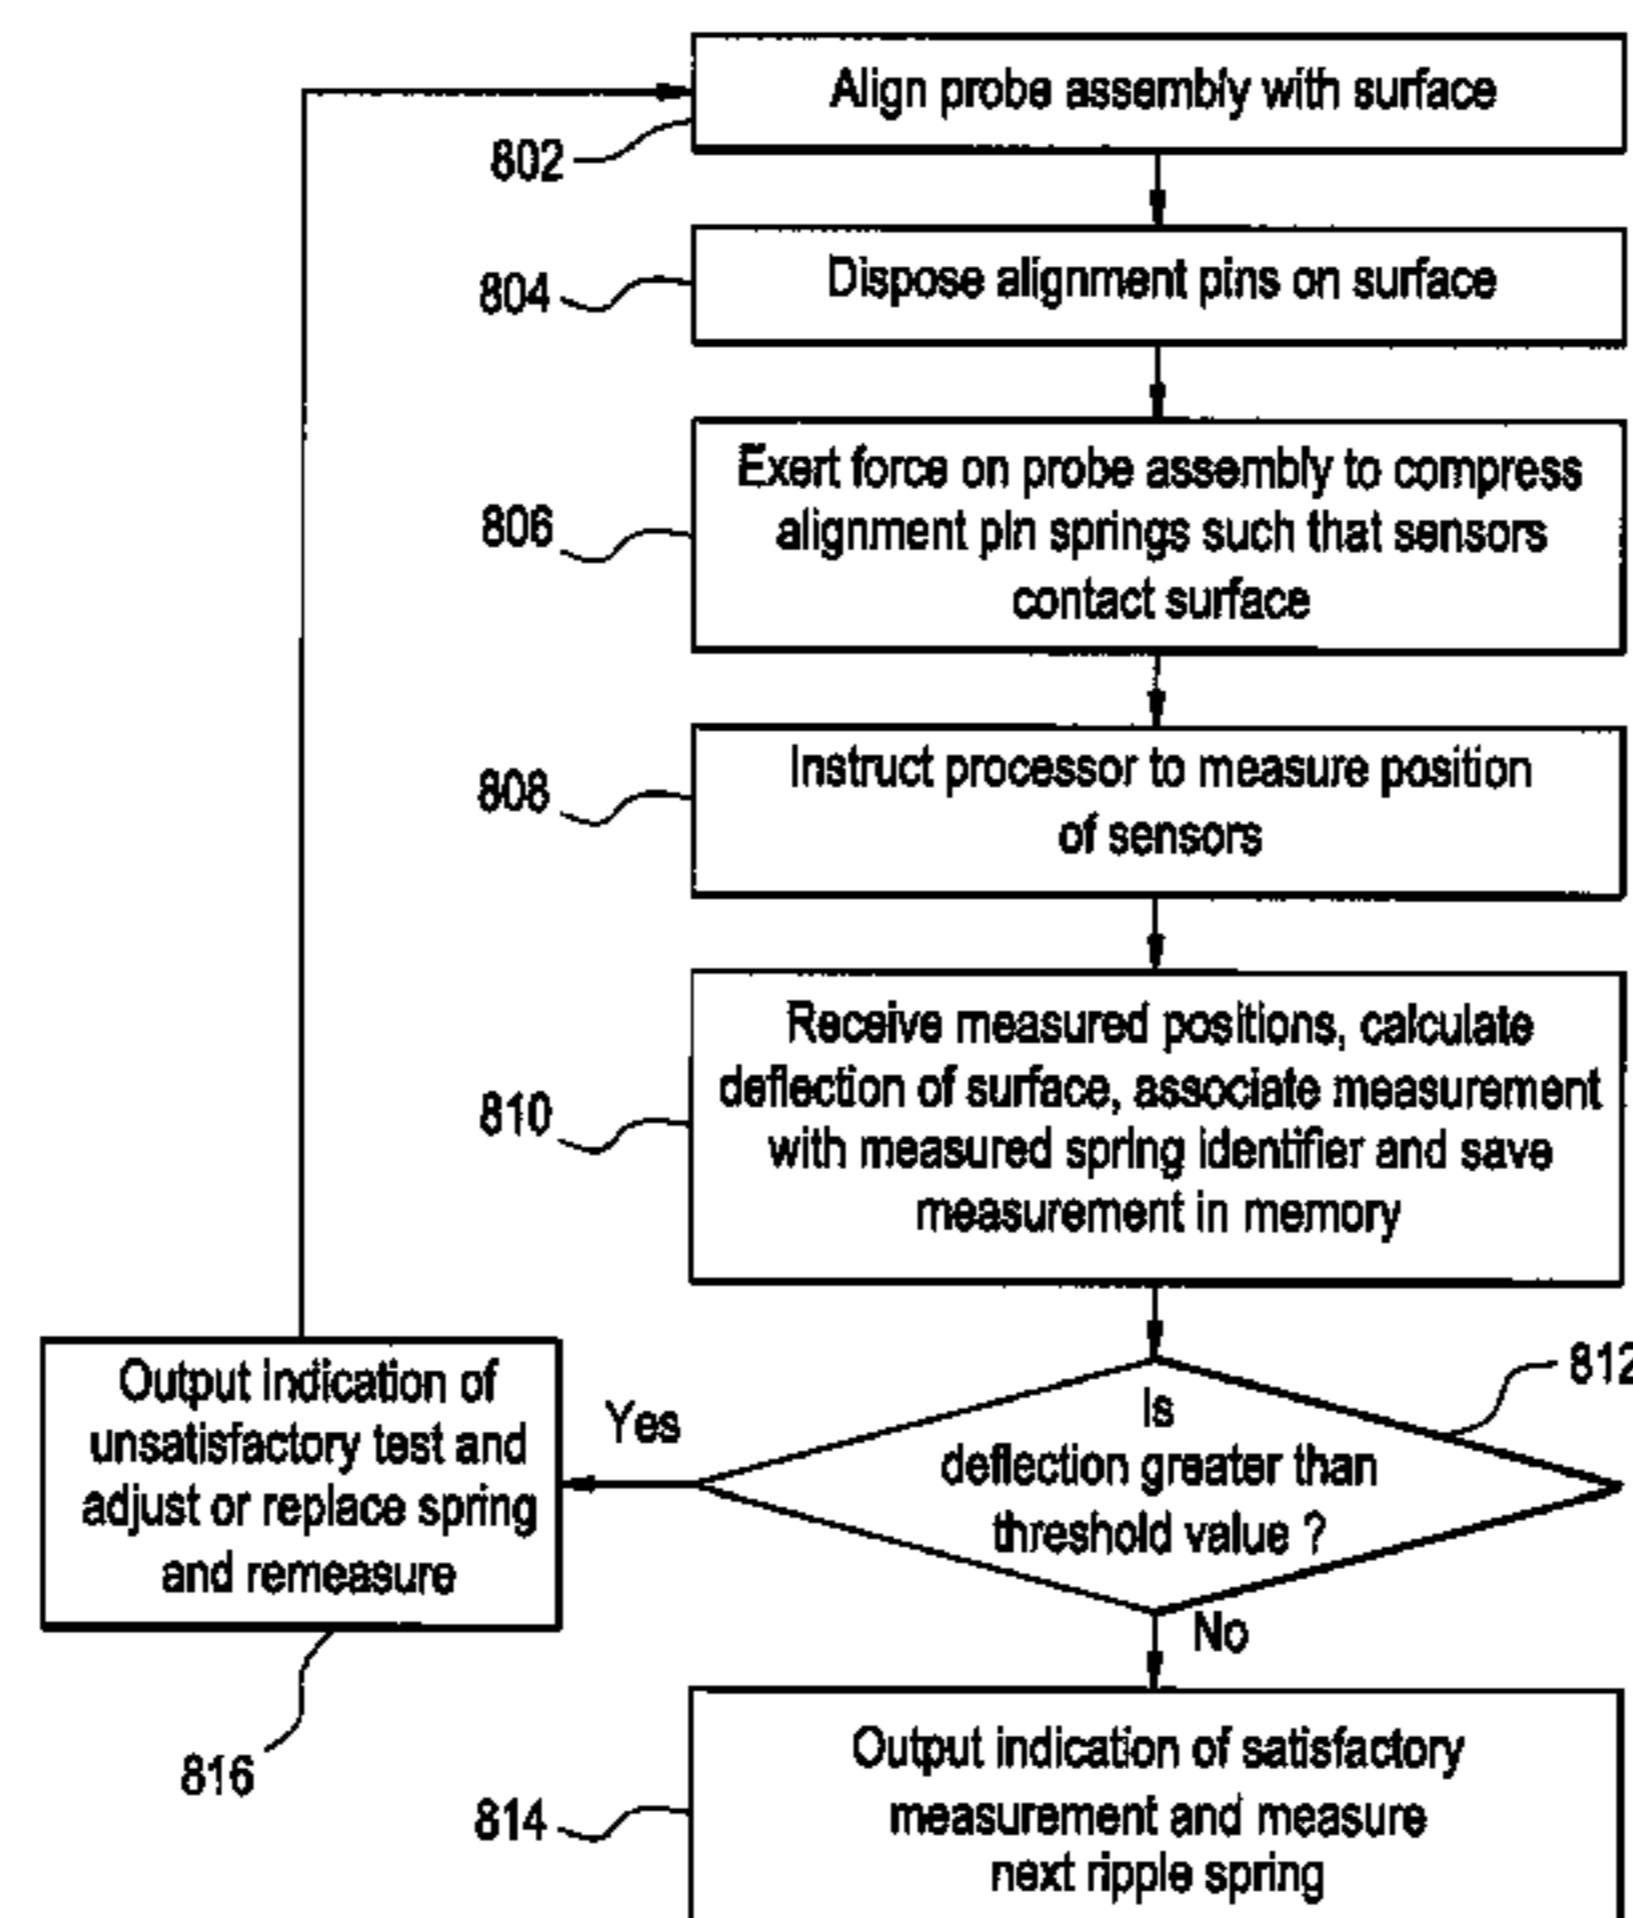 Align probe assembly with surface
802
Dispose alignment pins on surface
804
Exert force on probe assembly to compress
alignment pin springs such that sensors
contact surface
806
Instruct processor to measure position
of sensors
808
Receive measured positions, calculate
deflection of surface, associate measurement
with measured spring identifier and save
measurement in memory
810
Is
deflection greater than
threshold value ?
812
Yes
Output indication of
unsatisfactory test and
adjust or replace spring
and remeasure
816
No
Output indication of satisfactory
measurement and measure
next ripple spring
814